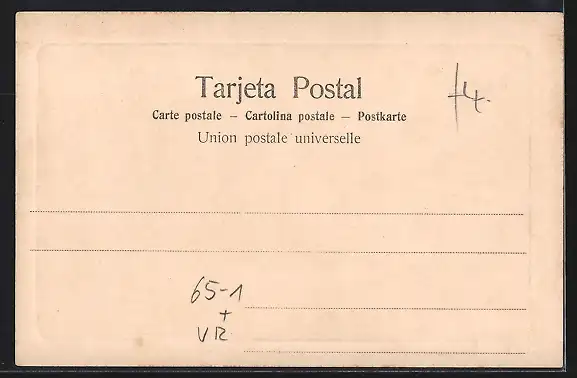 Tarjeta Postal
Carte postale – Cartolina postale – Postkarte
Union postale universelle
65-1
+
VR